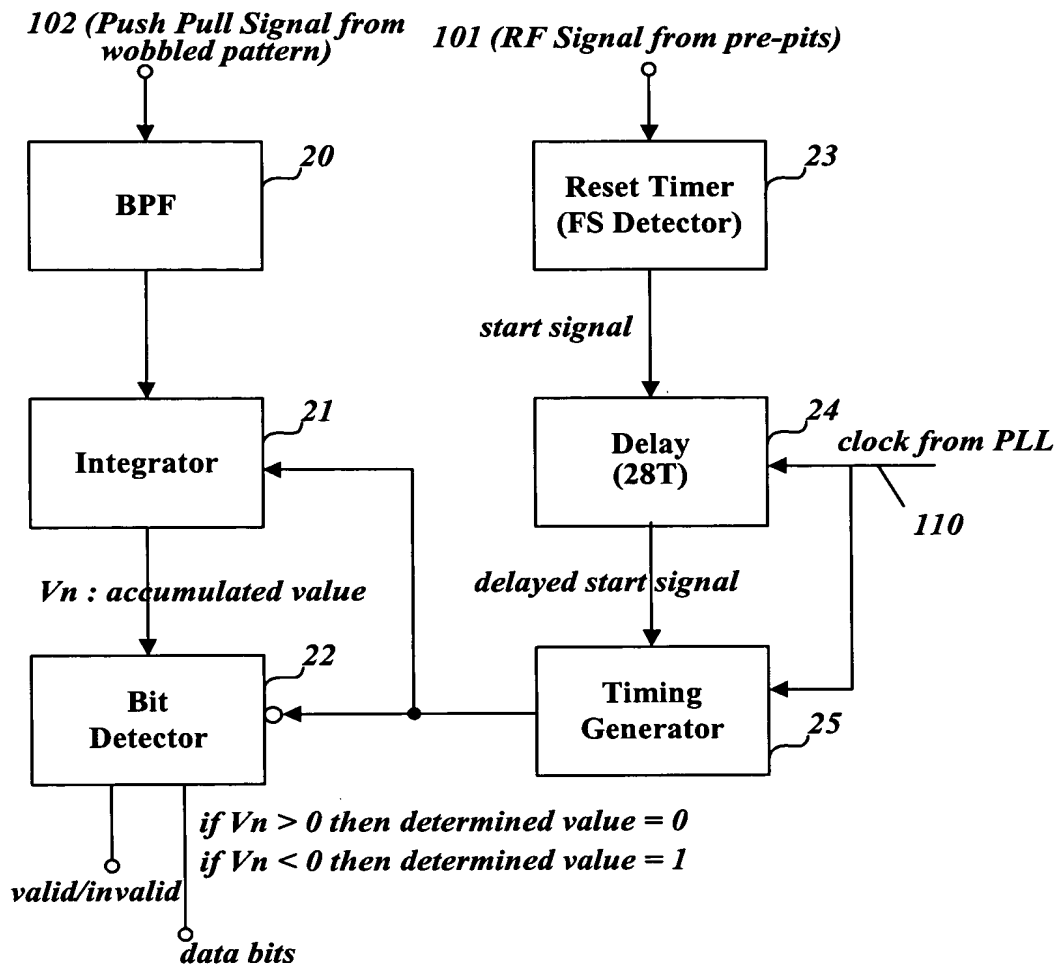 102 (Push Pull Signal from
wobbled pattern)
101 (RF Signal from pre-pits)
20
BPF
23
Reset Timer
(FS Detector)
start signal
21
Integrator
24
Delay
(28T)
clock from PLL
110
Vn : accumulated value
delayed start signal
22
Bit
Detector
Timing
Generator
25
if Vn > 0 then determined value = 0
if Vn < 0 then determined value = 1
valid/invalid
data bits